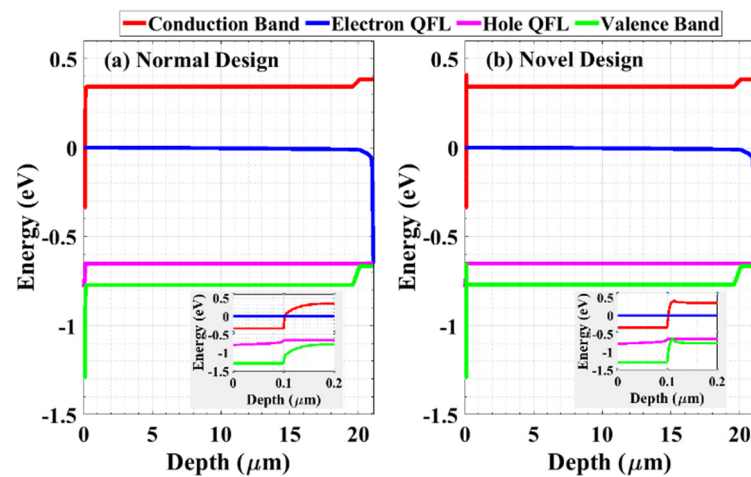 Conduction Band Electron QFL Hole QFL Valence Band
(a) Normal Design
0.5
0
-0.5
-1
-1.5
Energy (eV)
0 5 10 15 20
Depth (μm)
0.5
0
-0.5
-1
-1.5
Energy (eV)
0 0.1 0.2
Depth (μm)
(b) Novel Design
0.5
0
-0.5
-1
-1.5
Energy (eV)
0 5 10 15 20
Depth (μm)
0.5
0
-0.5
-1
-1.5
Energy (eV)
0 0.1 0.2
Depth (μm)